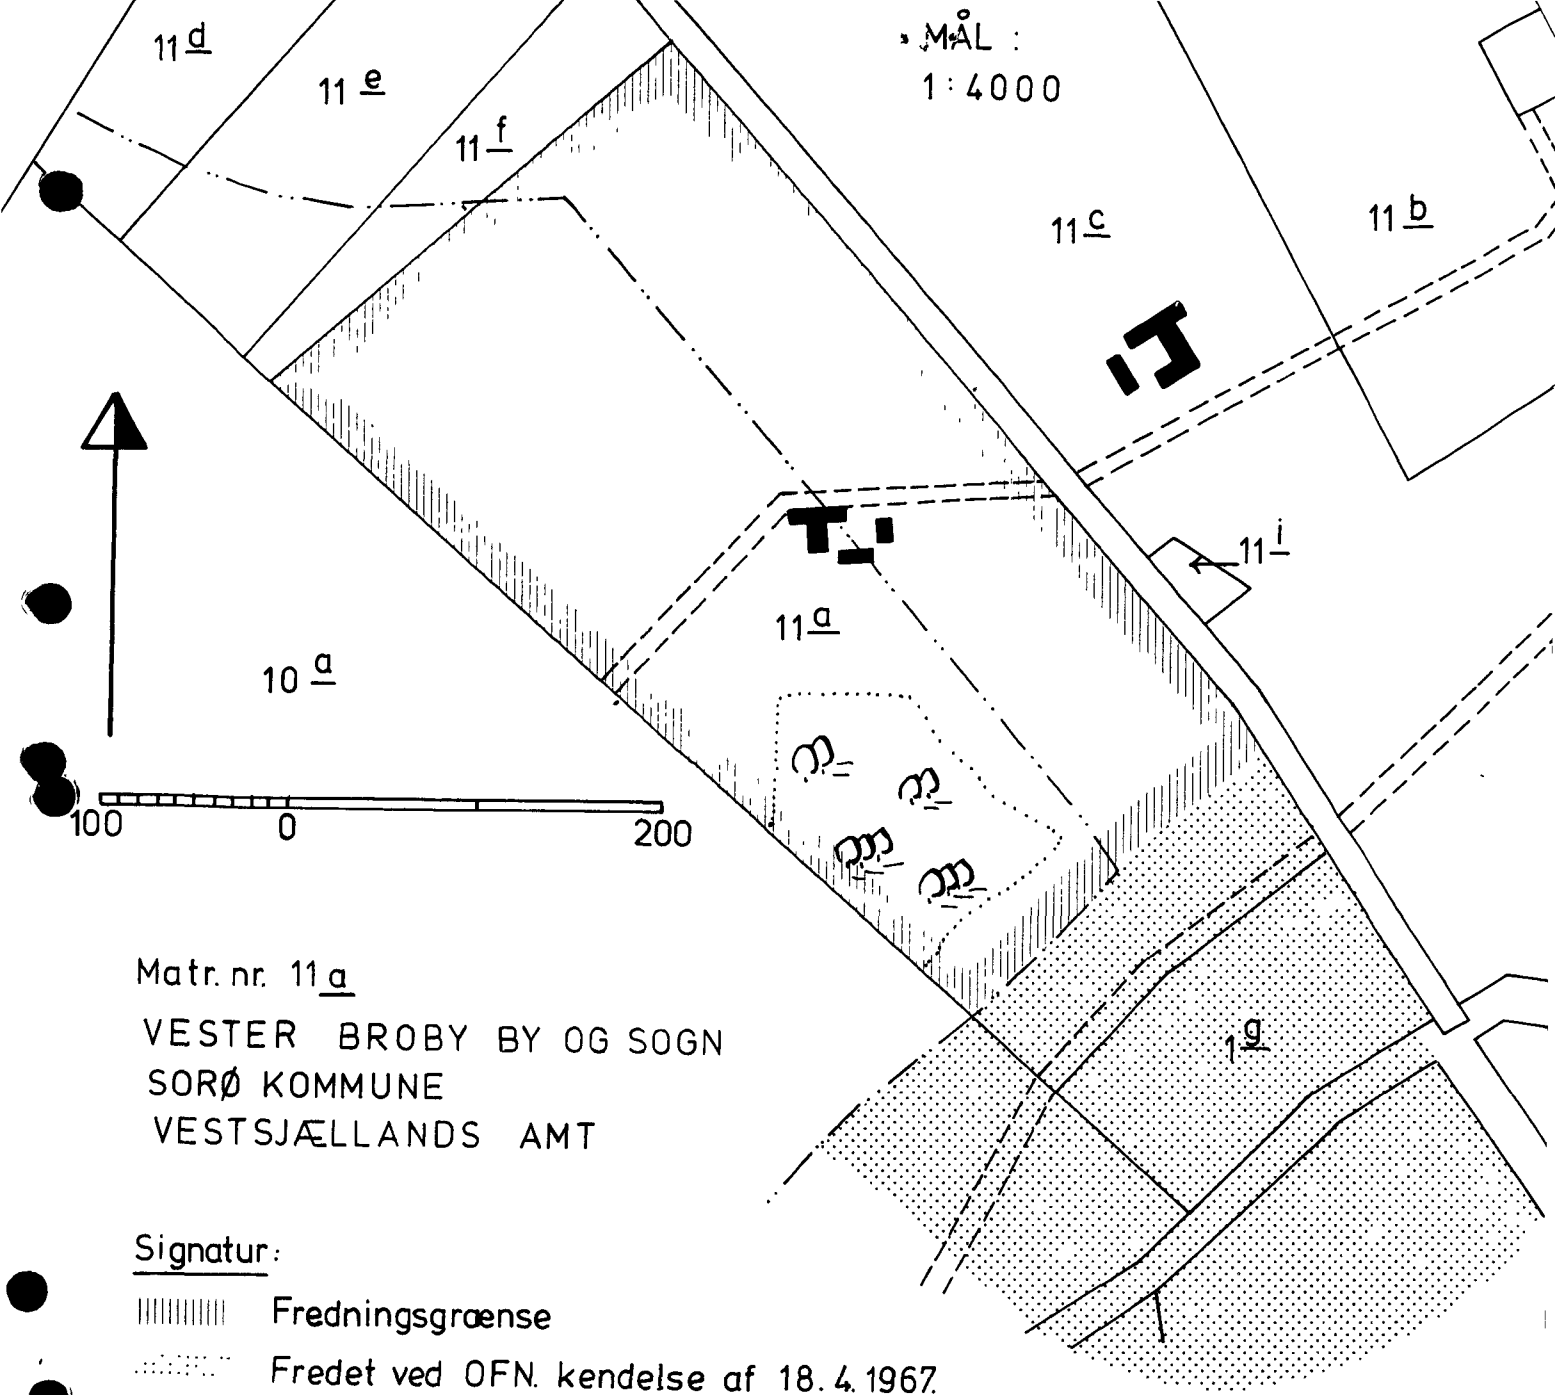 MÅL :
1:4000
11 d
11 e
11 f
11 c
11 b
11 i
11 a
10 a
100 0 200
1 g
Matr. nr. 11 a
VESTER BROBY BY OG SOGN
SORØ KOMMUNE
VESTSJÆLLANDS AMT
Signatur:
Fredningsgrænse
Fredet ved OFN. kendelse af 18.4.1967.